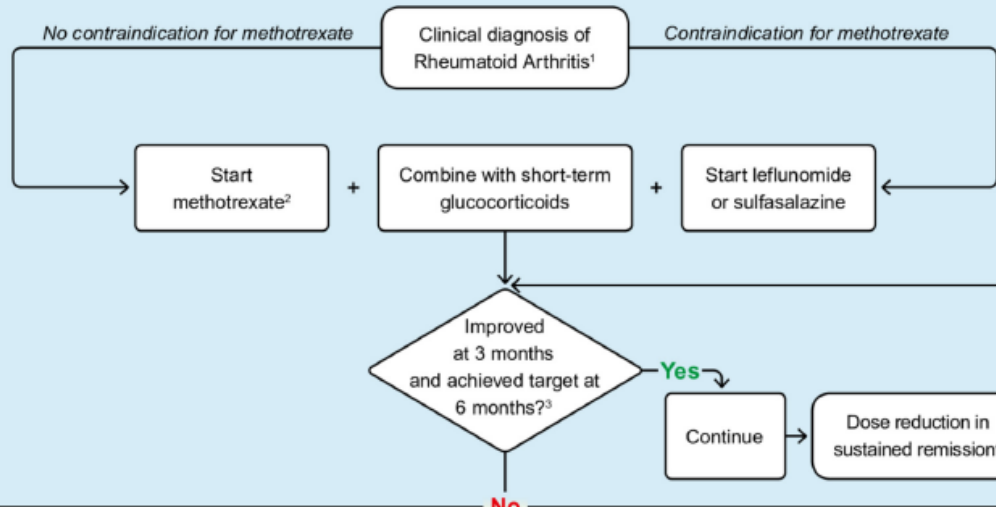 No contraindication for methotrexate
Clinical diagnosis of
Rheumatoid Arthritis¹
Contraindication for methotrexate
Start
methotrexate²
+
Combine with short-term
glucocorticoids
+
Start leflunomide
or sulfasalazine
Improved
at 3 months
and achieved target at
6 months?³
Yes
Continue
Dose reduction in
sustained remission
No